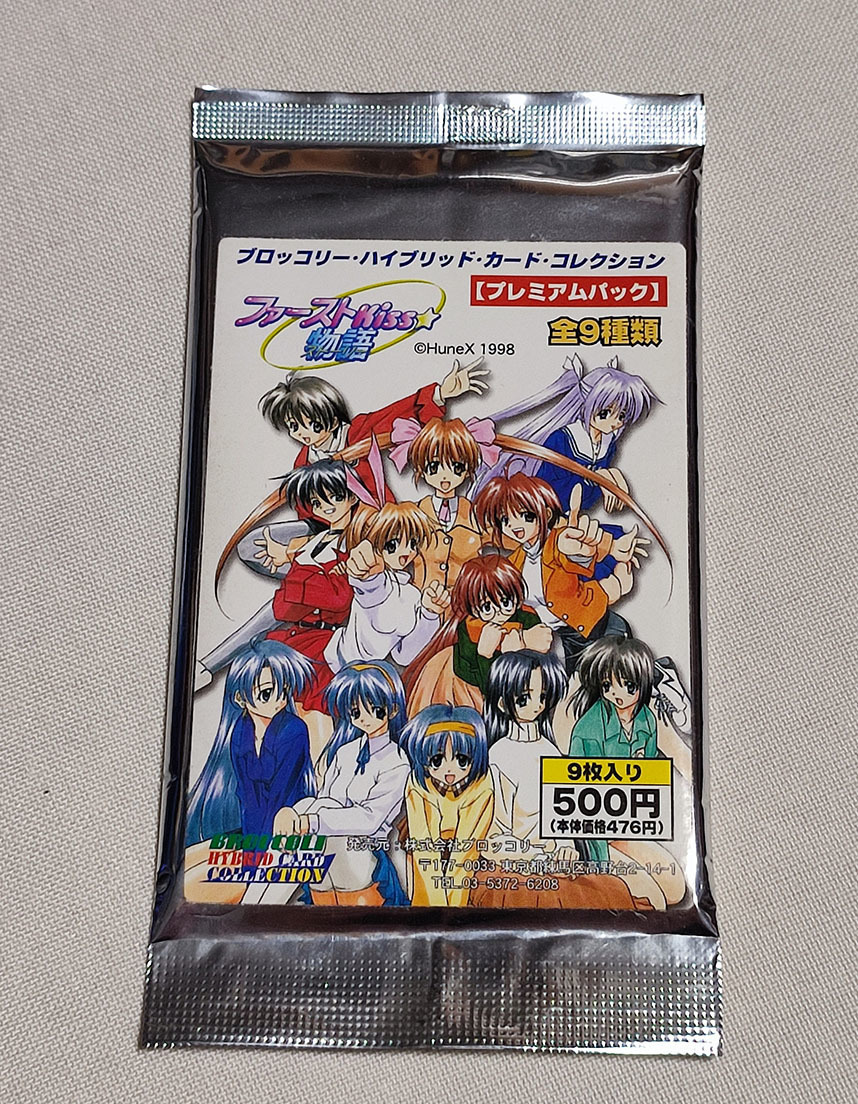 ブロッコリー・ハイブリッド・カード・コレクション
【プレミアムパック】
ファーストKiss☆
物語
©HuneX 1998
全9種類
9枚入り
500円
(本体価格476円)
BROCCOLI
HYBRID CARD
COLLECTION
発売元:株式会社ブロッコリー
〒177-0033 東京都練馬区高野台2-14-1
TEL.03-5372-6208